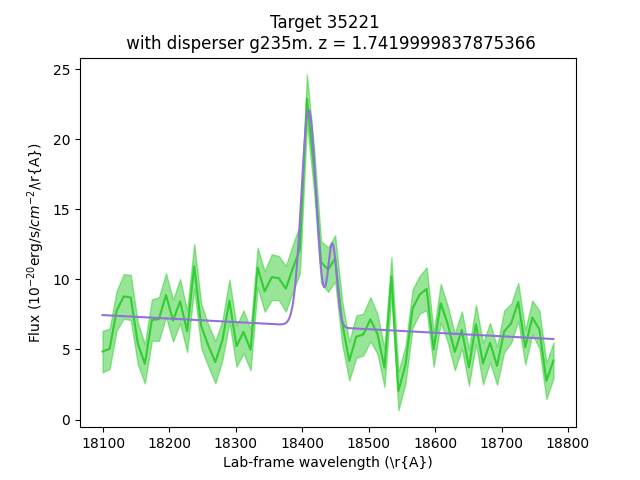 Target 35221
with disperser g235m. z = 1.7419999837875366
25
20
15
10
5
0
Flux (10^{-20}erg/s/cm^{-2}/\r{A})
18100 18200 18300 18400 18500 18600 18700 18800
Lab-frame wavelength (\r{A})